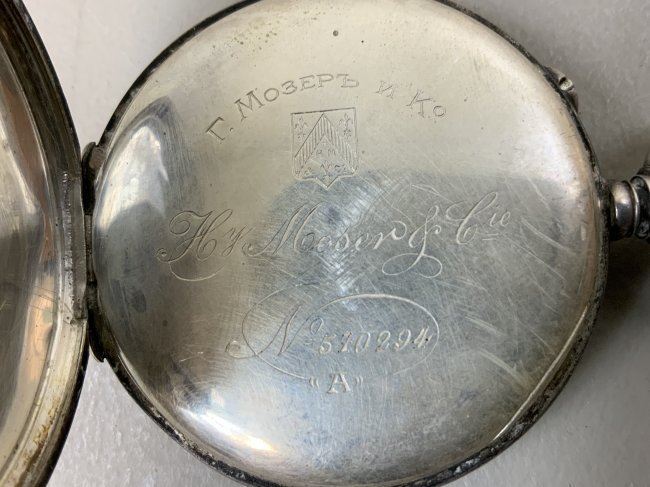 Г. Мозеръ и Ко
Hy Moser & Cie
No 510294
«A»